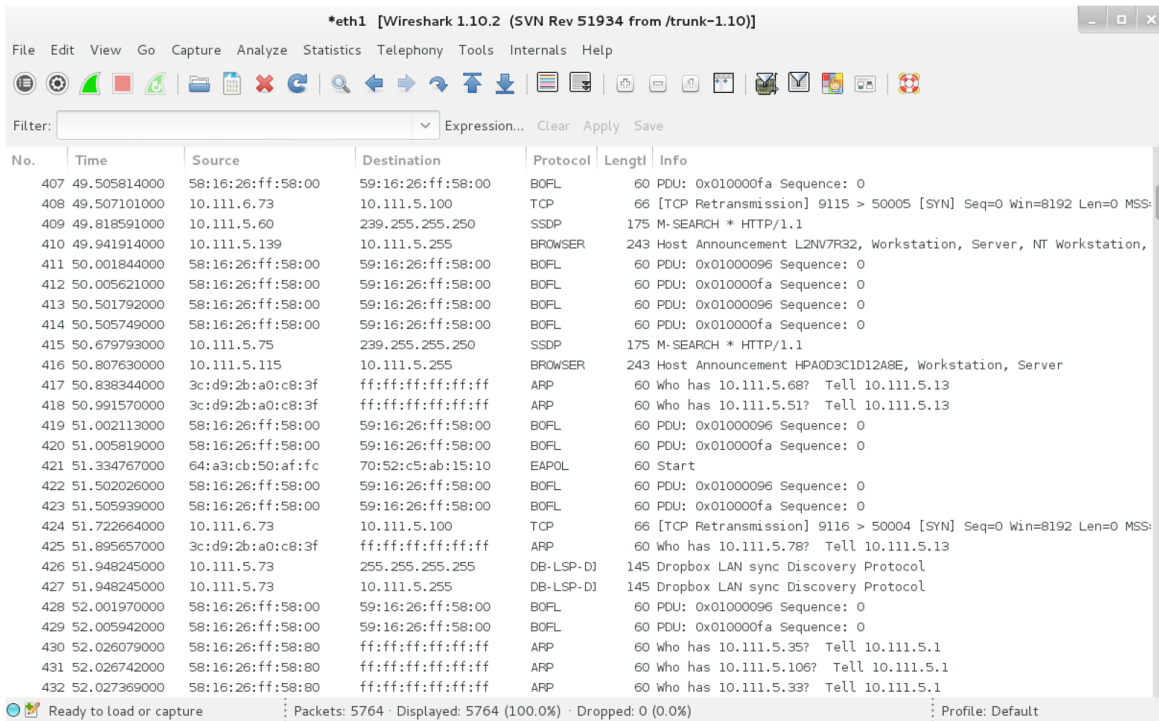 *eth1 [Wireshark 1.10.2 (SVN Rev 51934 from /trunk-1.10)]
File Edit View Go Capture Analyze Statistics Telephony Tools Internals Help
Filter: Expression... Clear Apply Save
No. Time Source Destination Protocol Lengtl Info
407 49.505814000 58:16:26:ff:58:00 59:16:26:ff:58:00 BOFL 60 PDU: 0x010000fa Sequence: 0
408 49.507101000 10.111.6.73 10.111.5.100 TCP 66 [TCP Retransmission] 9115 > 50005 [SYN] Seq=0 Win=8192 Len=0 MSS=
409 49.818591000 10.111.5.60 239.255.255.250 SSDP 175 M-SEARCH * HTTP/1.1
410 49.941914000 10.111.5.139 10.111.5.255 BROWSER 243 Host Announcement L2NV7R32, Workstation, Server, NT Workstation,
411 50.001844000 58:16:26:ff:58:00 59:16:26:ff:58:00 BOFL 60 PDU: 0x01000096 Sequence: 0
412 50.005621000 58:16:26:ff:58:00 59:16:26:ff:58:00 BOFL 60 PDU: 0x010000fa Sequence: 0
413 50.501792000 58:16:26:ff:58:00 59:16:26:ff:58:00 BOFL 60 PDU: 0x01000096 Sequence: 0
414 50.505749000 58:16:26:ff:58:00 59:16:26:ff:58:00 BOFL 60 PDU: 0x010000fa Sequence: 0
415 50.679793000 10.111.5.75 239.255.255.250 SSDP 175 M-SEARCH * HTTP/1.1
416 50.807630000 10.111.5.115 10.111.5.255 BROWSER 243 Host Announcement HPA0D3C1D12A8E, Workstation, Server
417 50.838344000 3c:d9:2b:a0:c8:3f ff:ff:ff:ff:ff:ff ARP 60 Who has 10.111.5.68? Tell 10.111.5.13
418 50.991570000 3c:d9:2b:a0:c8:3f ff:ff:ff:ff:ff:ff ARP 60 Who has 10.111.5.51? Tell 10.111.5.13
419 51.002113000 58:16:26:ff:58:00 59:16:26:ff:58:00 BOFL 60 PDU: 0x01000096 Sequence: 0
420 51.005819000 58:16:26:ff:58:00 59:16:26:ff:58:00 BOFL 60 PDU: 0x010000fa Sequence: 0
421 51.334767000 64:a3:cb:50:af:fc 70:52:c5:ab:15:10 EAPOL 60 Start
422 51.502026000 58:16:26:ff:58:00 59:16:26:ff:58:00 BOFL 60 PDU: 0x01000096 Sequence: 0
423 51.505939000 58:16:26:ff:58:00 59:16:26:ff:58:00 BOFL 60 PDU: 0x010000fa Sequence: 0
424 51.722664000 10.111.6.73 10.111.5.100 TCP 66 [TCP Retransmission] 9116 > 50004 [SYN] Seq=0 Win=8192 Len=0 MSS=
425 51.895657000 3c:d9:2b:a0:c8:3f ff:ff:ff:ff:ff:ff ARP 60 Who has 10.111.5.78? Tell 10.111.5.13
426 51.948245000 10.111.5.73 255.255.255.255 DB-LSP-DI 145 Dropbox LAN sync Discovery Protocol
427 51.948245000 10.111.5.73 10.111.5.255 DB-LSP-DI 145 Dropbox LAN sync Discovery Protocol
428 52.001970000 58:16:26:ff:58:00 59:16:26:ff:58:00 BOFL 60 PDU: 0x01000096 Sequence: 0
429 52.005942000 58:16:26:ff:58:00 59:16:26:ff:58:00 BOFL 60 PDU: 0x010000fa Sequence: 0
430 52.026079000 58:16:26:ff:58:80 ff:ff:ff:ff:ff:ff ARP 60 Who has 10.111.5.35? Tell 10.111.5.1
431 52.026742000 58:16:26:ff:58:80 ff:ff:ff:ff:ff:ff ARP 60 Who has 10.111.5.106? Tell 10.111.5.1
432 52.027369000 58:16:26:ff:58:80 ff:ff:ff:ff:ff:ff ARP 60 Who has 10.111.5.33? Tell 10.111.5.1
Ready to load or capture Packets: 5764 · Displayed: 5764 (100.0%) · Dropped: 0 (0.0%) Profile: Default